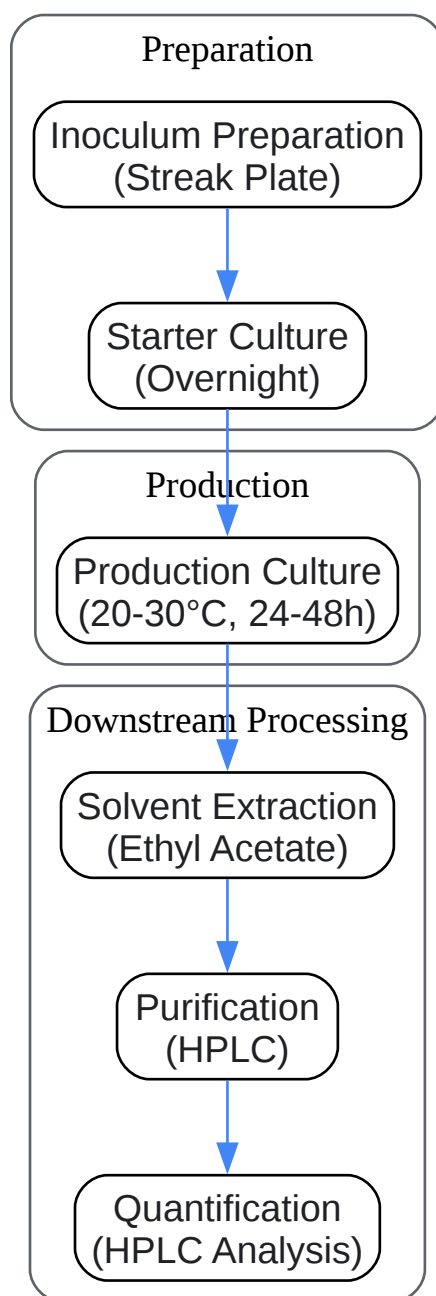 Preparation
Inoculum Preparation
(Streak Plate)
Starter Culture
(Overnight)
Production
Production Culture
(20-30°C, 24-48h)
Downstream Processing
Solvent Extraction
(Ethyl Acetate)
Purification
(HPLC)
Quantification
(HPLC Analysis)